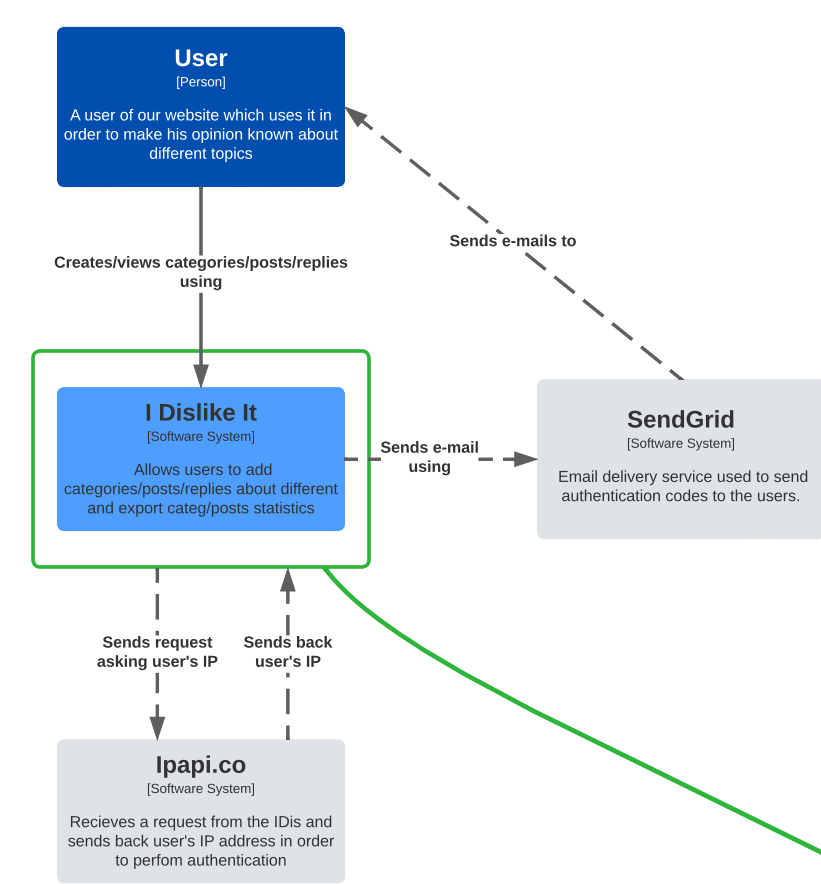 User
[Person]
A user of our website which uses it in
order to make his opinion known about
different topics
Sends e-mails to
Creates/views categories/posts/replies
using
I Dislike It
[Software System]
Allows users to add
categories/posts/replies about different
and export categ/posts statistics
Sends e-mail
using
SendGrid
[Software System]
Email delivery service used to send
authentication codes to the users.
Sends request
asking user's IP
Sends back
user's IP
Ipapi.co
[Software System]
Recieves a request from the IDis and
sends back user's IP address in order
to perfom authentication